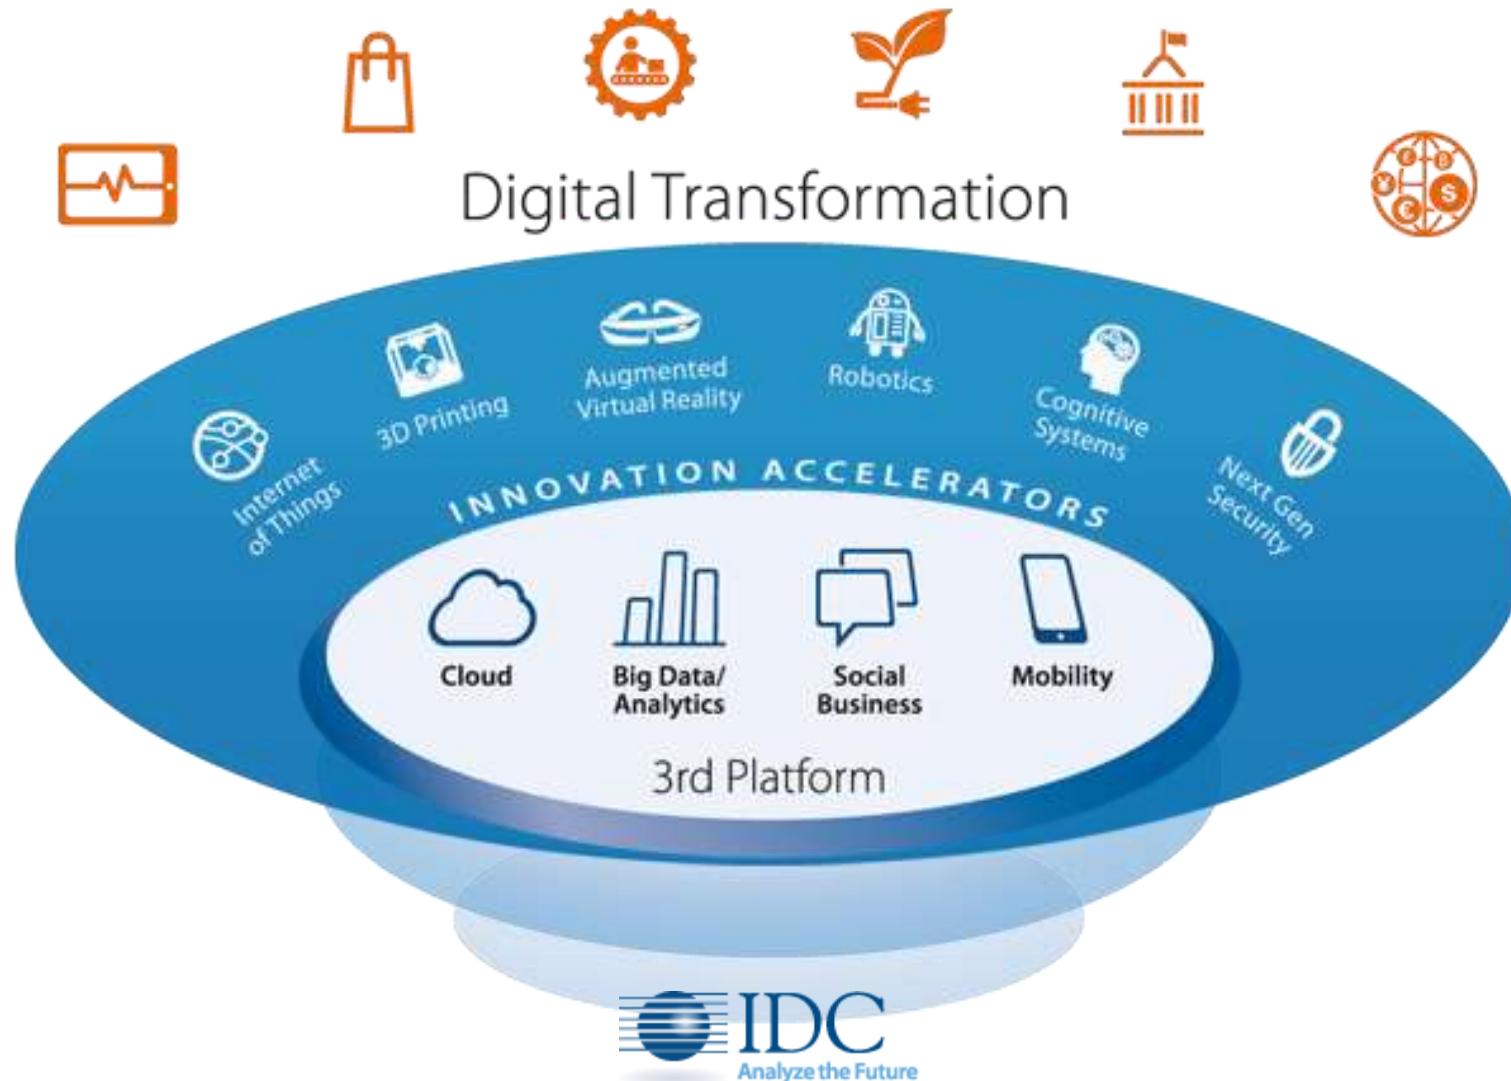 Digital Transformation
Internet
of Things
3D Printing
Augmented
Virtual Reality
Robotics
Cognitive
Systems
Next Gen
Security
INNOVATION ACCELERATORS
Cloud
Big Data/
Analytics
Social
Business
Mobility
3rd Platform
IDC
Analyze the Future